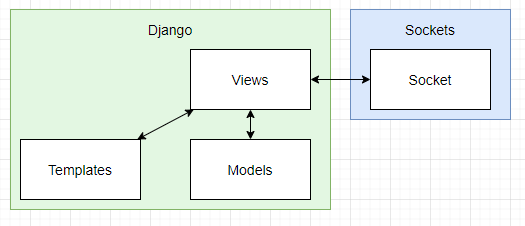 Django
Sockets
Views
Socket
Templates
Models